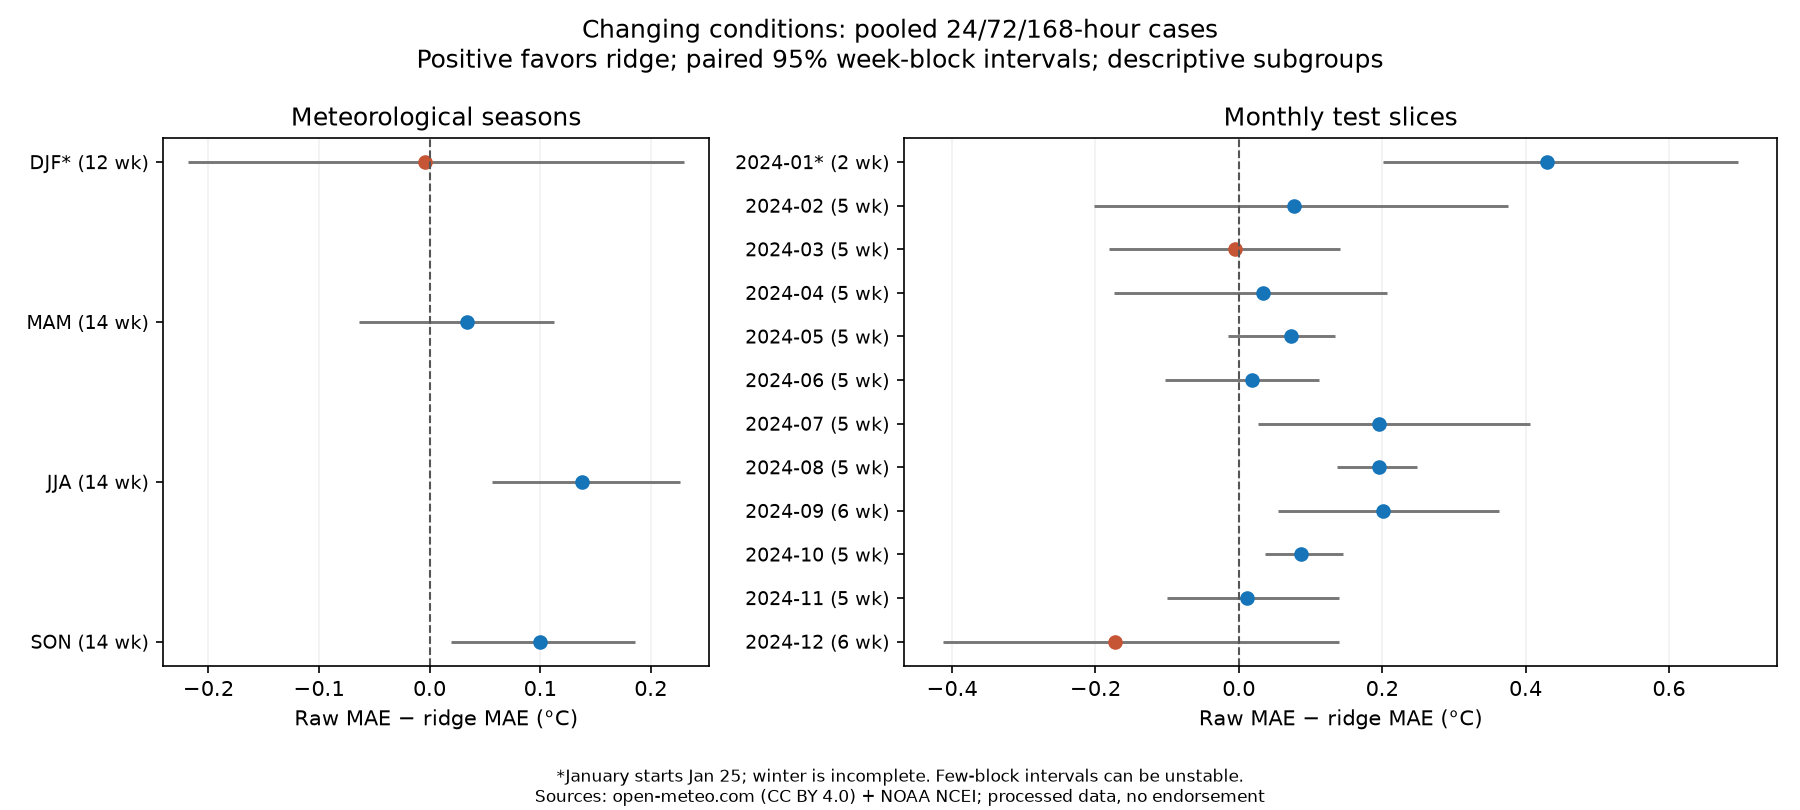 Changing conditions: pooled 24/72/168-hour cases
Positive favors ridge; paired 95% week-block intervals; descriptive subgroups
Meteorological seasons
DJF* (12 wk)
MAM (14 wk)
JJA (14 wk)
SON (14 wk)
−0.2 −0.1 0.0 0.1 0.2
Raw MAE − ridge MAE (°C)
Monthly test slices
2024-01* (2 wk)
2024-02 (5 wk)
2024-03 (5 wk)
2024-04 (5 wk)
2024-05 (5 wk)
2024-06 (5 wk)
2024-07 (5 wk)
2024-08 (5 wk)
2024-09 (6 wk)
2024-10 (5 wk)
2024-11 (5 wk)
2024-12 (6 wk)
−0.4 −0.2 0.0 0.2 0.4 0.6
Raw MAE − ridge MAE (°C)
*January starts Jan 25; winter is incomplete. Few-block intervals can be unstable.
Sources: open-meteo.com (CC BY 4.0) + NOAA NCEI; processed data, no endorsement